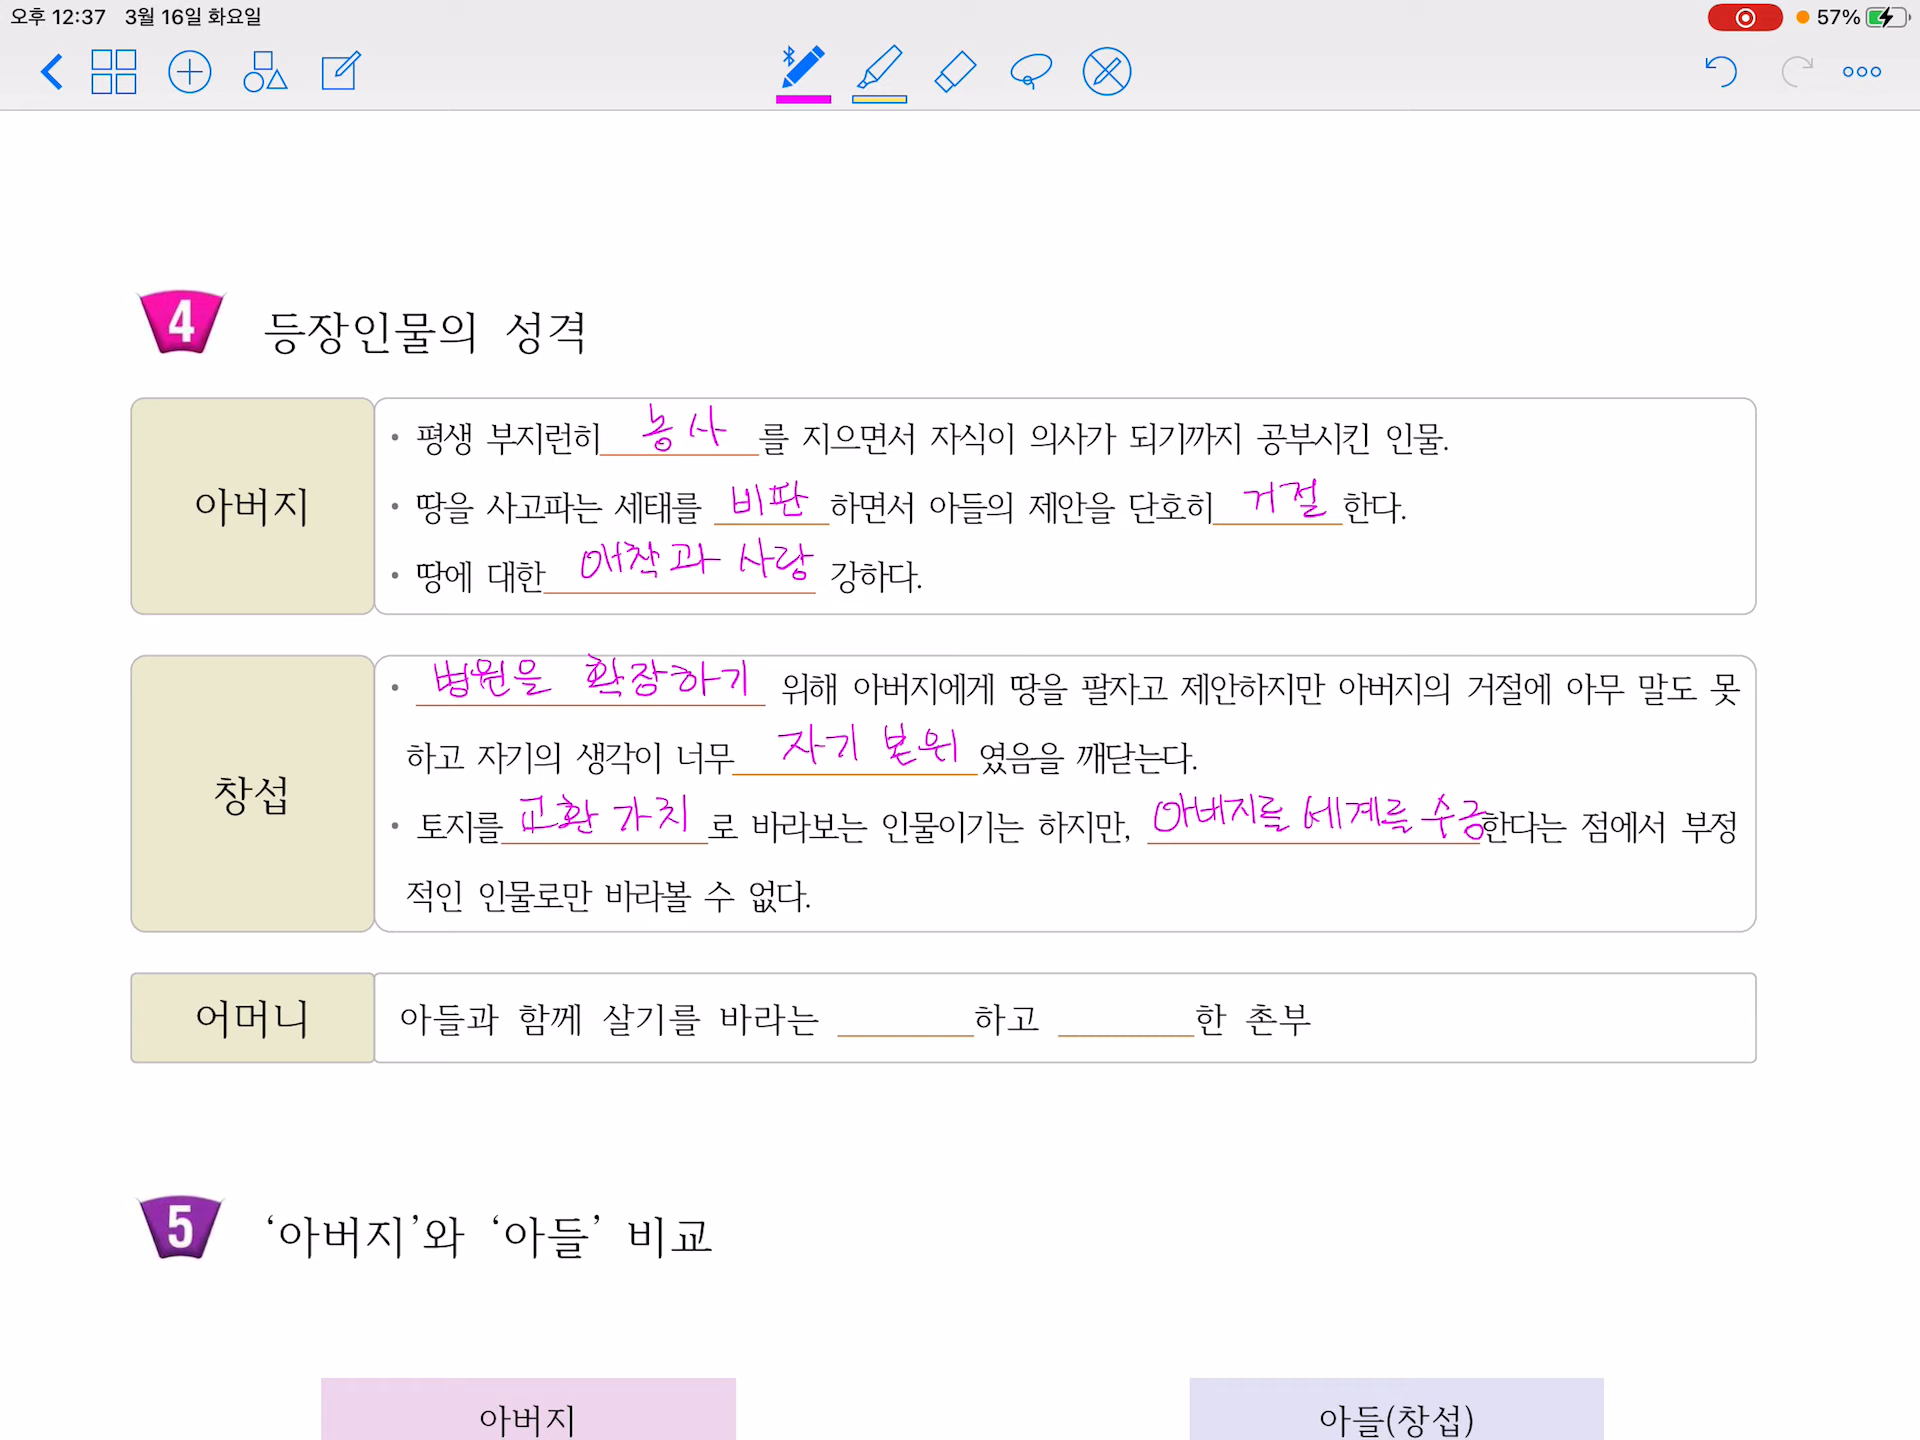 오후 12:37 3월 16일 화요일
57%
4 등장인물의 성격
아버지
• 평생 부지런히 농사 를 지으면서 자식이 의사가 되기까지 공부시킨 인물.
• 땅을 사고파는 세태를 비판 하면서 아들의 제안을 단호히 거절 한다.
• 땅에 대한 애착과 사랑 강하다.
창섭
• 병원을 확장하기 위해 아버지에게 땅을 팔자고 제안하지만 아버지의 거절에 아무 말도 못
하고 자기의 생각이 너무 자기 본위 였음을 깨닫는다.
• 토지를 교환 가치 로 바라보는 인물이기는 하지만, 아버지를 세계를 수긍한다는 점에서 부정
적인 인물로만 바라볼 수 없다.
어머니
아들과 함께 살기를 바라는 ______하고 ______한 촌부
5 ‘아버지’와 ‘아들’ 비교
아버지
아들(창섭)